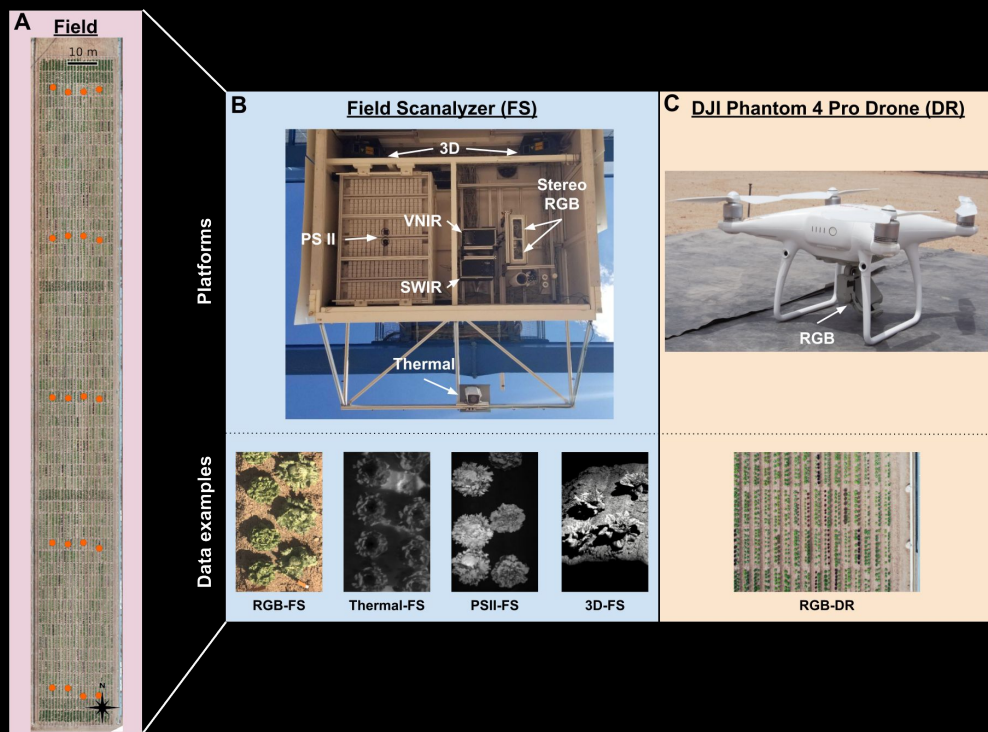 A
Field
10 m
N
B
Field Scanalyzer (FS)
3D
Stereo
RGB
VNIR
PS II
SWIR
Thermal
C
DJI Phantom 4 Pro Drone (DR)
RGB
Platforms
Data examples
RGB-FS
Thermal-FS
PSII-FS
3D-FS
RGB-DR